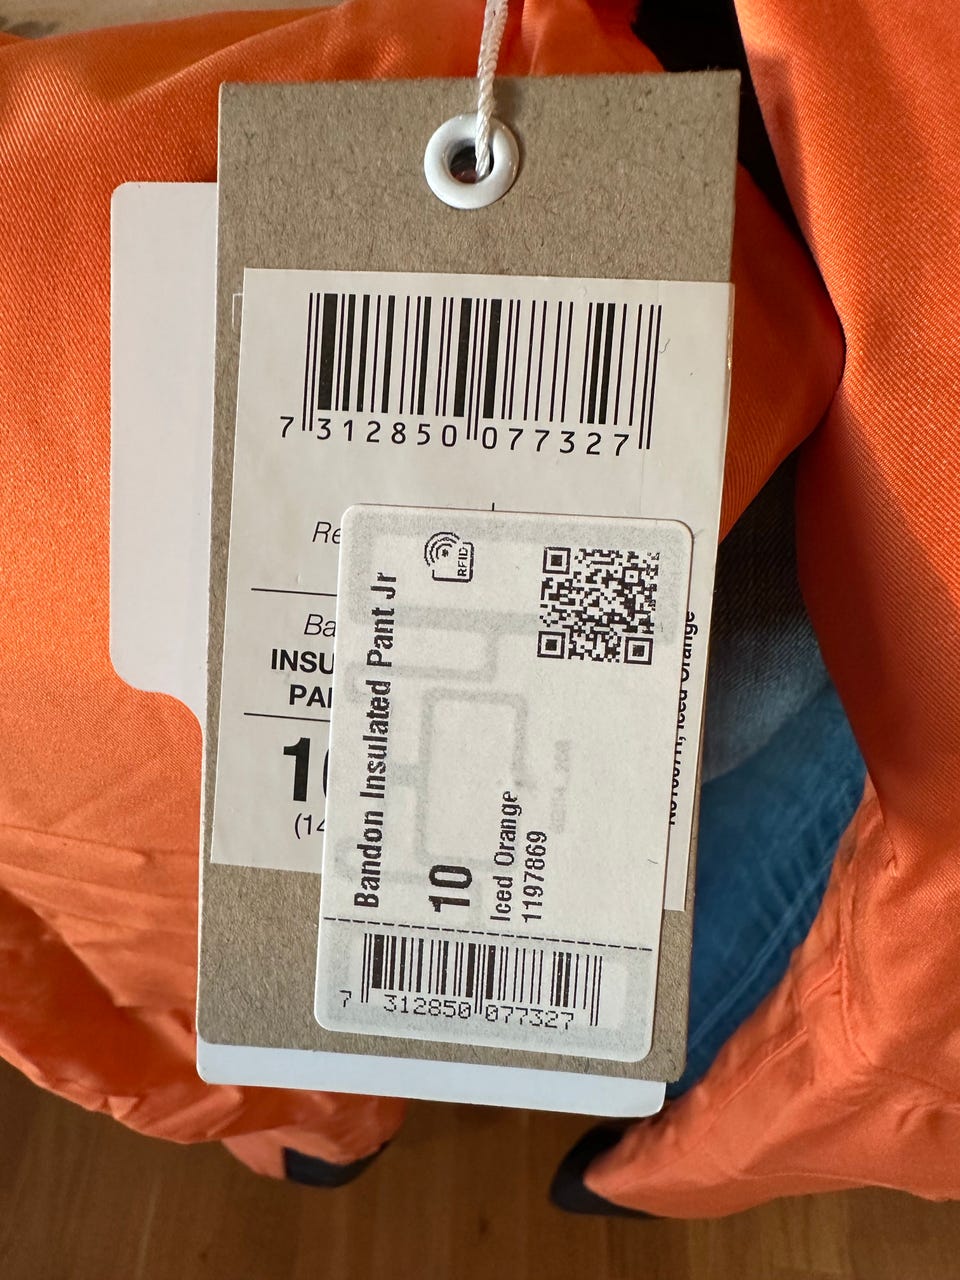 7 312850 077327
Re
Ba
INSU
PA
1
(14
Iced Orange
RFID
Bandon Insulated Pant Jr
10
Iced Orange
1197869
7 312850 077327